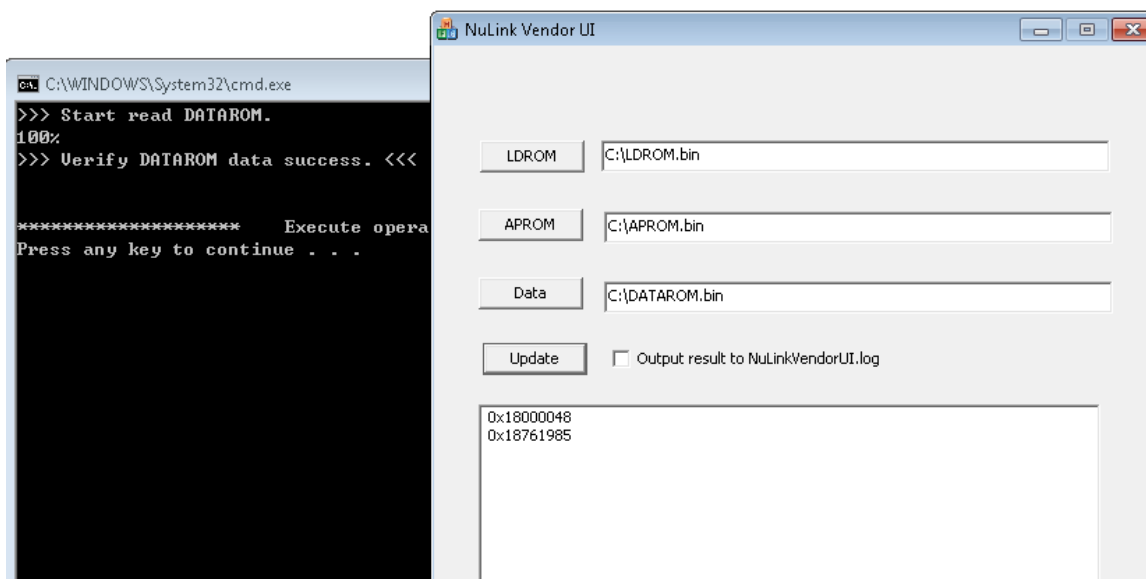 NuLink Vendor UI
C:\WINDOWS\System32\cmd.exe
>>> Start read DATAROM.
100%
>>> Verify DATAROM data success. <<<
******************** Execute opera
Press any key to continue . . .
LDROM C:\LDROM.bin
APROM C:\APROM.bin
Data C:\DATAROM.bin
Update Output result to NuLinkVendorUI.log
0x18000048
0x18761985